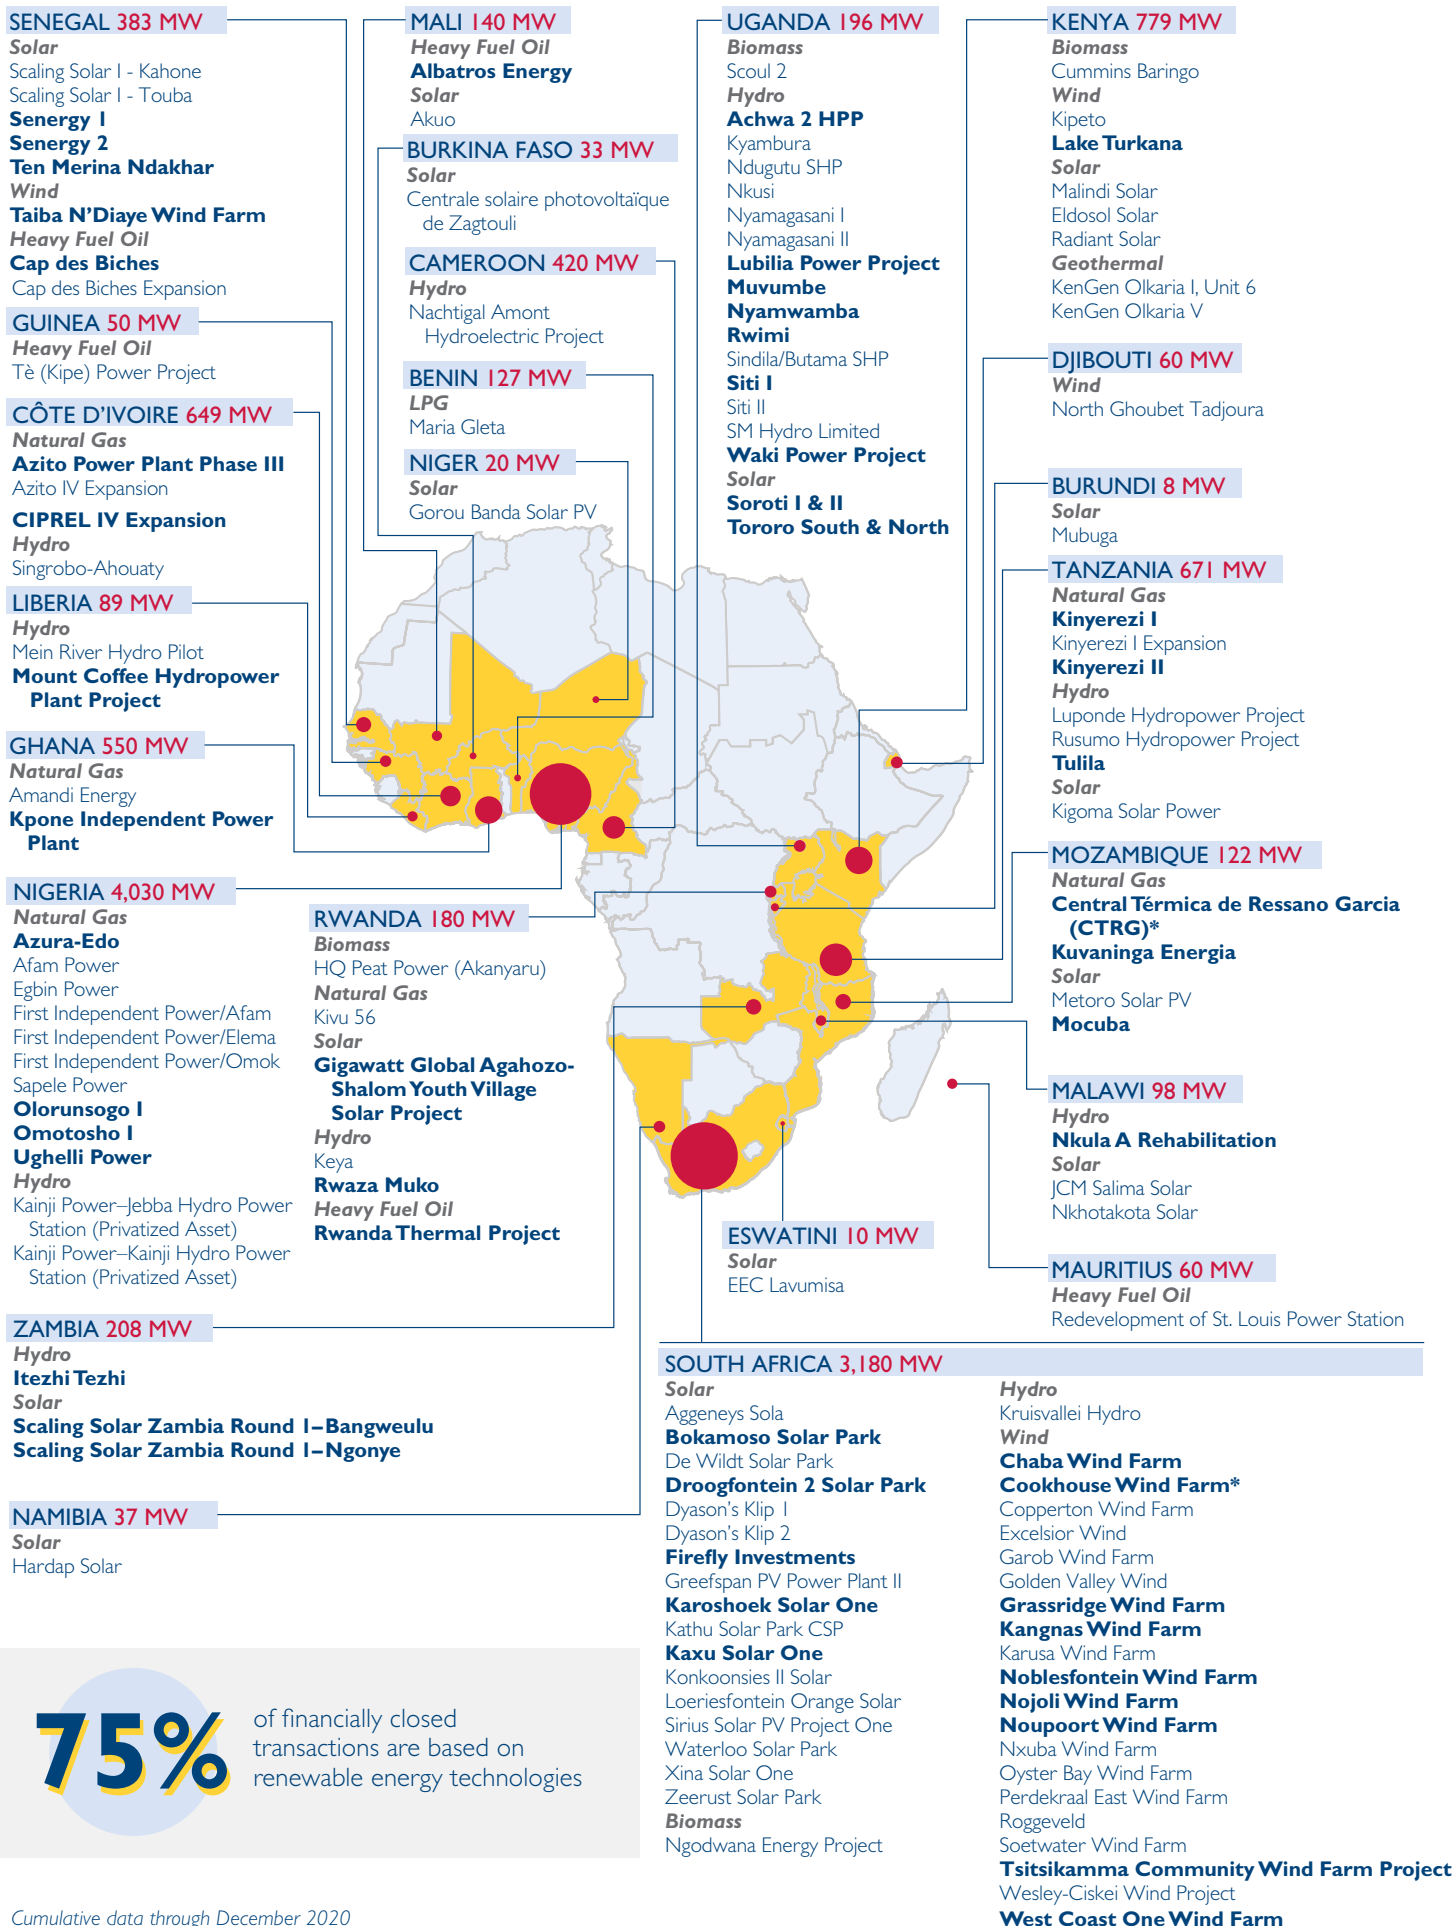 SENEGAL 383 MW
Solar
Scaling Solar I - Kahone
Scaling Solar I - Touba
Senergy 1
Senergy 2
Ten Merina Ndakhar
Wind
Taiba N'Diaye Wind Farm
Heavy Fuel Oil
Cap des Biches
Cap des Biches Expansion
GUINEA 50 MW
Heavy Fuel Oil
Tè (Kipe) Power Project
CÔTE D'IVOIRE 649 MW
Natural Gas
Azito Power Plant Phase III
Azito IV Expansion
CIPREL IV Expansion
Hydro
Singrobo-Ahouaty
LIBERIA 89 MW
Hydro
Mein River Hydro Pilot
Mount Coffee Hydropower
Plant Project
GHANA 550 MW
Natural Gas
Amandi Energy
Kpone Independent Power
Plant
NIGERIA 4,030 MW
Natural Gas
Azura-Edo
Afam Power
Egbin Power
First Independent Power/Afam
First Independent Power/Elema
First Independent Power/Omok
Sapele Power
Olorunsogo I
Omotosho I
Ughelli Power
Hydro
Kainji Power–Jebba Hydro Power
Station (Privatized Asset)
Kainji Power–Kainji Hydro Power
Station (Privatized Asset)
ZAMBIA 208 MW
Hydro
Itezhi Tezhi
Solar
Scaling Solar Zambia Round 1–Bangweulu
Scaling Solar Zambia Round 1–Ngonye
NAMIBIA 37 MW
Solar
Hardap Solar
MALI 140 MW
Heavy Fuel Oil
Albatros Energy
Solar
Akuo
BURKINA FASO 33 MW
Solar
Centrale solaire photovoltaïque
de Zagtouli
CAMEROON 420 MW
Hydro
Nachtigal Amont
Hydroelectric Project
BENIN 127 MW
LPG
Maria Gleta
NIGER 20 MW
Solar
Gorou Banda Solar PV
RWANDA 180 MW
Biomass
HQ Peat Power (Akanyaru)
Natural Gas
Kivu 56
Solar
Gigawatt Global Agahozo-
Shalom Youth Village
Solar Project
Hydro
Keya
Rwaza Muko
Heavy Fuel Oil
Rwanda Thermal Project
UGANDA 196 MW
Biomass
Scoul 2
Hydro
Achwa 2 HPP
Kyambura
Ndugutu SHP
Nkusi
Nyamagasani I
Nyamagasani II
Lubilia Power Project
Muvumbe
Nyamwamba
Rwimi
Sindila/Butama SHP
Siti I
Siti II
SM Hydro Limited
Waki Power Project
Solar
Soroti I & II
Tororo South & North
KENYA 779 MW
Biomass
Cummins Baringo
Wind
Kipeto
Lake Turkana
Solar
Malindi Solar
Eldosol Solar
Radiant Solar
Geothermal
KenGen Olkaria I, Unit 6
KenGen Olkaria V
DJIBOUTI 60 MW
Wind
North Ghoubet Tadjoura
BURUNDI 8 MW
Solar
Mubuga
TANZANIA 671 MW
Natural Gas
Kinyerezi I
Kinyerezi I Expansion
Kinyerezi II
Hydro
Luponde Hydropower Project
Rusumo Hydropower Project
Tulila
Solar
Kigoma Solar Power
MOZAMBIQUE 122 MW
Natural Gas
Central Térmica de Ressano Garcia
(CTRG)*
Kuvaninga Energia
Solar
Metoro Solar PV
Mocuba
MALAWI 98 MW
Hydro
Nkula A Rehabilitation
Solar
JCM Salima Solar
Nkhotakota Solar
MAURITIUS 60 MW
Heavy Fuel Oil
Redevelopment of St. Louis Power Station
ESWATINI 10 MW
Solar
EEC Lavumisa
SOUTH AFRICA 3,180 MW
Solar
Aggeneys Sola
Bokamoso Solar Park
De Wildt Solar Park
Droogfontein 2 Solar Park
Dyason's Klip 1
Dyason's Klip 2
Firefly Investments
Greefspan PV Power Plant II
Karoshoek Solar One
Kathu Solar Park CSP
Kaxu Solar One
Konkoonsies II Solar
Loeriesfontein Orange Solar
Sirius Solar PV Project One
Waterloo Solar Park
Xina Solar One
Zeerust Solar Park
Biomass
Ngodwana Energy Project
Hydro
Kruisvallei Hydro
Wind
Chaba Wind Farm
Cookhouse Wind Farm*
Copperton Wind Farm
Excelsior Wind
Garob Wind Farm
Golden Valley Wind
Grassridge Wind Farm
Kangnas Wind Farm
Karusa Wind Farm
Noblesfontein Wind Farm
Nojoli Wind Farm
Noupoort Wind Farm
Nxuba Wind Farm
Oyster Bay Wind Farm
Perdekraal East Wind Farm
Roggeveld
Soetwater Wind Farm
Tsitsikamma Community Wind Farm Project
Wesley-Ciskei Wind Project
West Coast One Wind Farm
75%
of financially closed
transactions are based on
renewable energy technologies
Cumulative data through December 2020